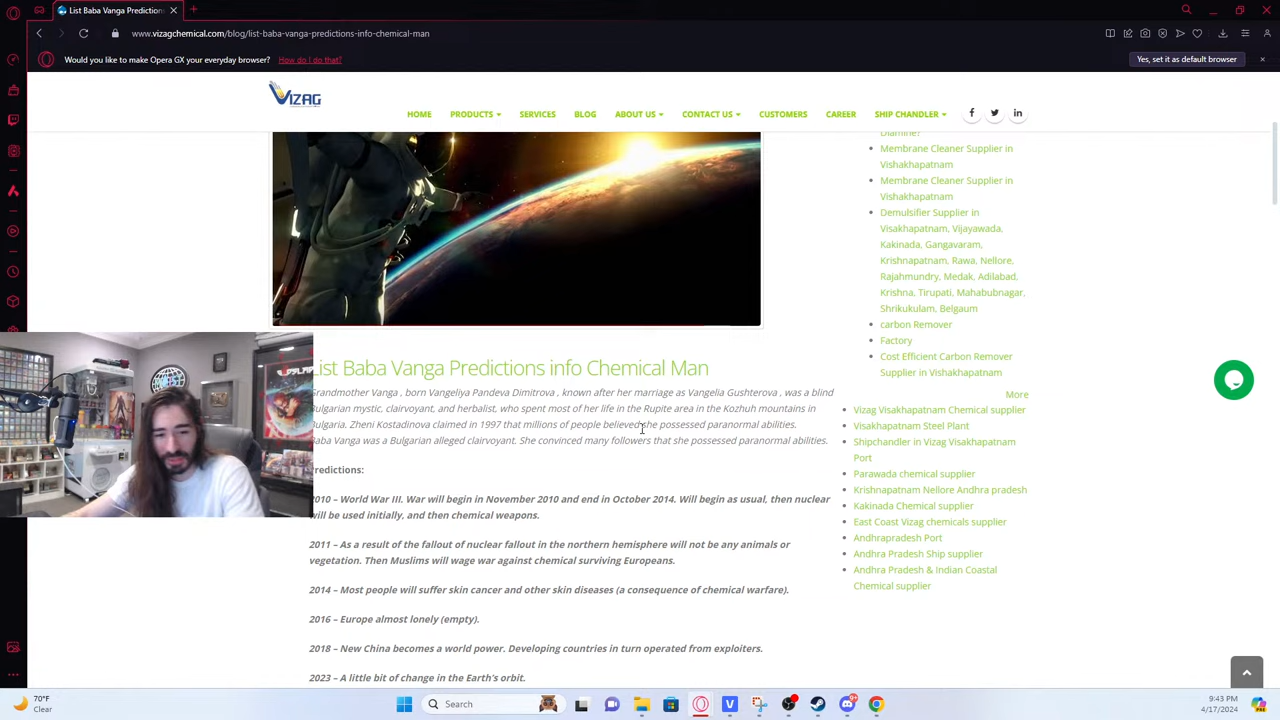 List Baba Vanga Prediction
www.vizagchemical.com/blog/list-baba-vanga-predictions-info-chemical-man
Would you like to make Opera GX your everyday browser? How do I do that?
Yes, set it as default browser
VIZAG
HOME PRODUCTS SERVICES BLOG ABOUT US CONTACT US CUSTOMERS CAREER SHIP CHANDLER
Diamine?
Membrane Cleaner Supplier in
Vishakhapatnam
Membrane Cleaner Supplier in
Vishakhapatnam
Demulsifier Supplier in
Visakhapatnam, Vijayawada,
Kakinada, Gangavaram,
Krishnapatnam, Rawa, Nellore,
Rajahmundry, Medak, Adilabad,
Krishna, Tirupati, Mahabubnagar,
Shrikukulam, Belgaum
carbon Remover
Factory
Cost Efficient Carbon Remover
Supplier in Vishakhapatnam
More
Vizag Visakhapatnam Chemical supplier
Visakhapatnam Steel Plant
Shipchandler in Vizag Visakhapatnam
Port
Parawada chemical supplier
Krishnapatnam Nellore Andhra pradesh
Kakinada Chemical supplier
East Coast Vizag chemicals supplier
Andhrapradesh Port
Andhra Pradesh Ship supplier
Andhra Pradesh & Indian Coastal
Chemical supplier
List Baba Vanga Predictions info Chemical Man
Grandmother Vanga , born Vangeliya Pandeva Dimitrova , known after her marriage as Vangelia Gushterova , was a blind
Bulgarian mystic, clairvoyant, and herbalist, who spent most of her life in the Rupite area in the Kozhuh mountains in
Bulgaria. Zheni Kostadinova claimed in 1997 that millions of people believed she possessed paranormal abilities.
Baba Vanga was a Bulgarian alleged clairvoyant. She convinced many followers that she possessed paranormal abilities.
Predictions:
2010 – World War III. War will begin in November 2010 and end in October 2014. Will begin as usual, then nuclear
will be used initially, and then chemical weapons.
2011 – As a result of the fallout of nuclear fallout in the northern hemisphere will not be any animals or
vegetation. Then Muslims will wage war against chemical surviving Europeans.
2014 – Most people will suffer skin cancer and other skin diseases (a consequence of chemical warfare).
2016 – Europe almost lonely (empty).
2018 – New China becomes a world power. Developing countries in turn operated from exploiters.
2023 – A little bit of change in the Earth's orbit.
70°F
Clear
Search
9:43 PM
4/17/2024